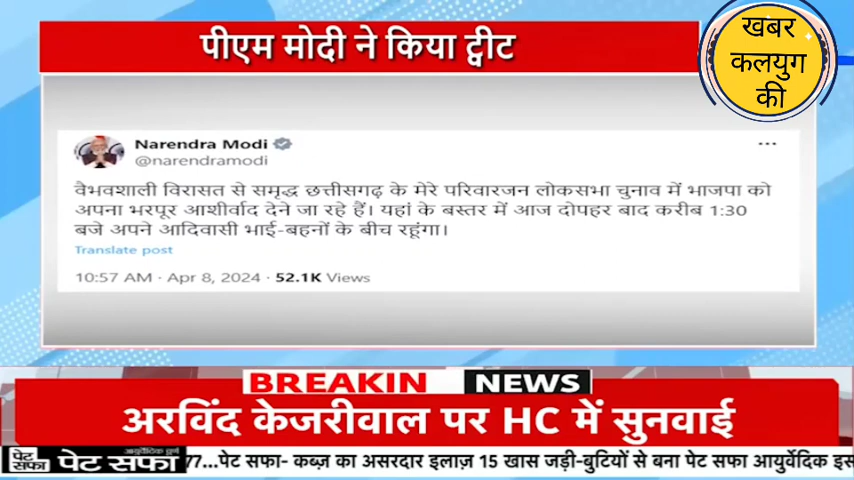 पीएम मोदी ने किया ट्वीट
खबर
कलयुग
की
Narendra Modi
@narendramodi
वैभवशाली विरासत से समृद्ध छत्तीसगढ़ के मेरे परिवारजन लोकसभा चुनाव में भाजपा को
अपना भरपूर आशीर्वाद देने जा रहे हैं। यहां के बस्तर में आज दोपहर बाद करीब 1:30
बजे अपने आदिवासी भाई-बहनों के बीच रहूंगा।
Translate post
10:57 AM · Apr 8, 2024 · 52.1K Views
BREAKIN NEWS
अरविंद केजरीवाल पर HC में सुनवाई
पेट सफा
आयुर्वेदिक चूर्ण
पेट सफा
77...पेट सफा- कब्ज़ का असरदार इलाज़ 15 खास जड़ी-बुटियों से बना पेट सफा आयुर्वेदिक इस